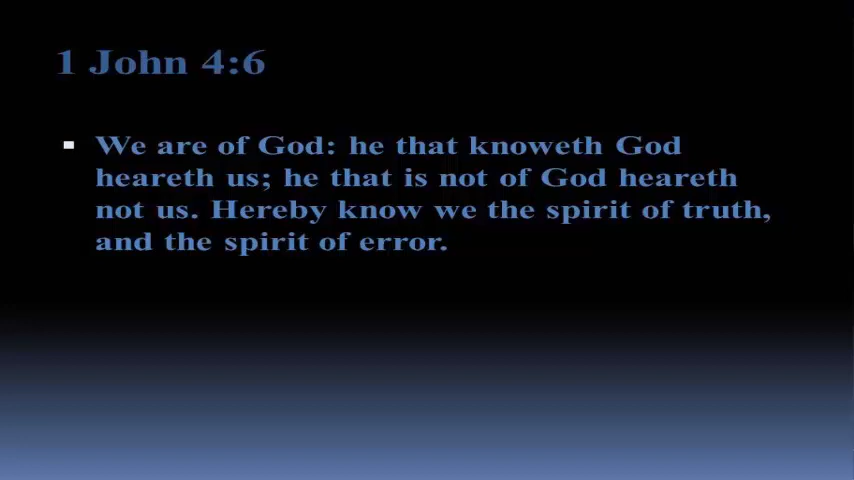 1 John 4:6
We are of God: he that knoweth God
heareth us; he that is not of God heareth
not us. Hereby know we the spirit of truth,
and the spirit of error.